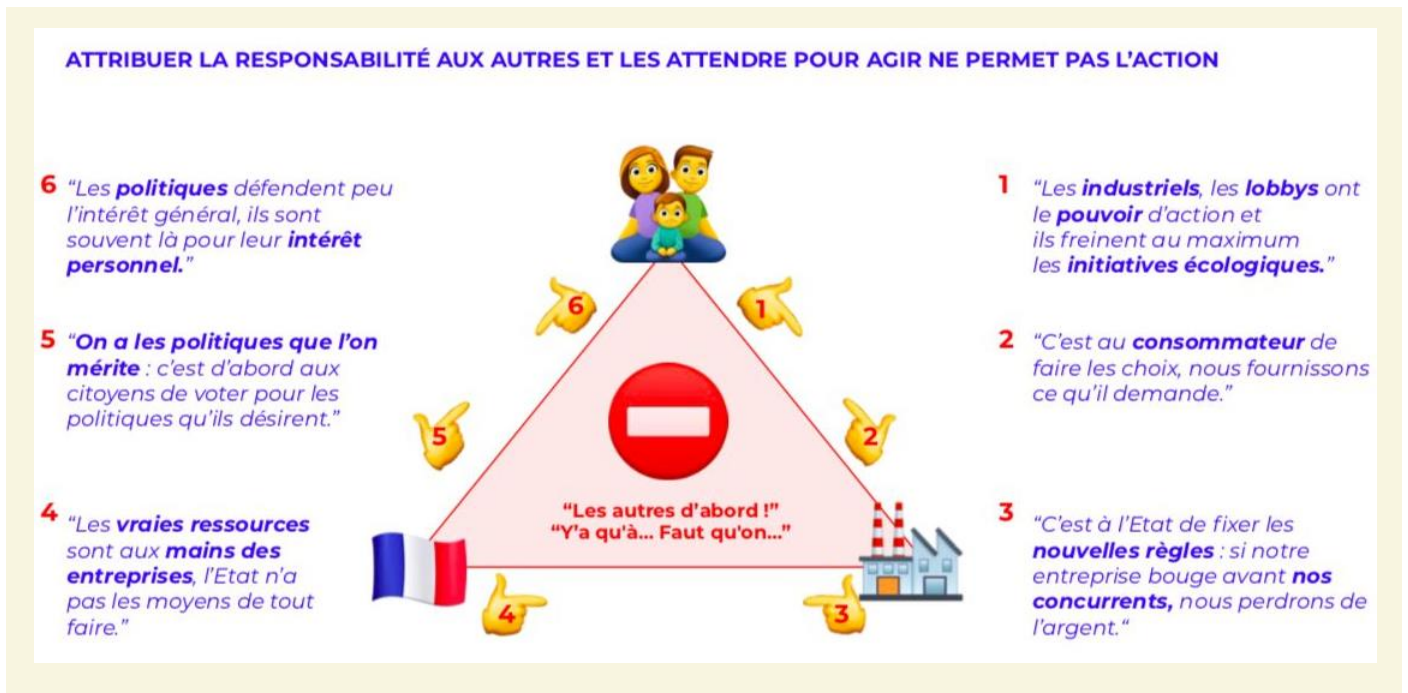 ATTRIBUER LA RESPONSABILITÉ AUX AUTRES ET LES ATTENDRE POUR AGIR NE PERMET PAS L'ACTION
6 “Les politiques défendent peu
l'intérêt général, ils sont
souvent là pour leur intérêt
personnel.”
5 “On a les politiques que l'on
mérite : c'est d'abord aux
citoyens de voter pour les
politiques qu'ils désirent.”
4 “Les vraies ressources
sont aux mains des
entreprises, l'Etat n'a
pas les moyens de tout
faire.”
6
1
5
2
“Les autres d'abord !”
“Y'a qu'à... Faut qu'on...”
4
3
1 “Les industriels, les lobbys ont
le pouvoir d'action et
ils freinent au maximum
les initiatives écologiques.”
2 “C'est au consommateur de
faire les choix, nous fournissons
ce qu'il demande.”
3 “C'est à l'Etat de fixer les
nouvelles règles : si notre
entreprise bouge avant nos
concurrents, nous perdrons de
l'argent.“